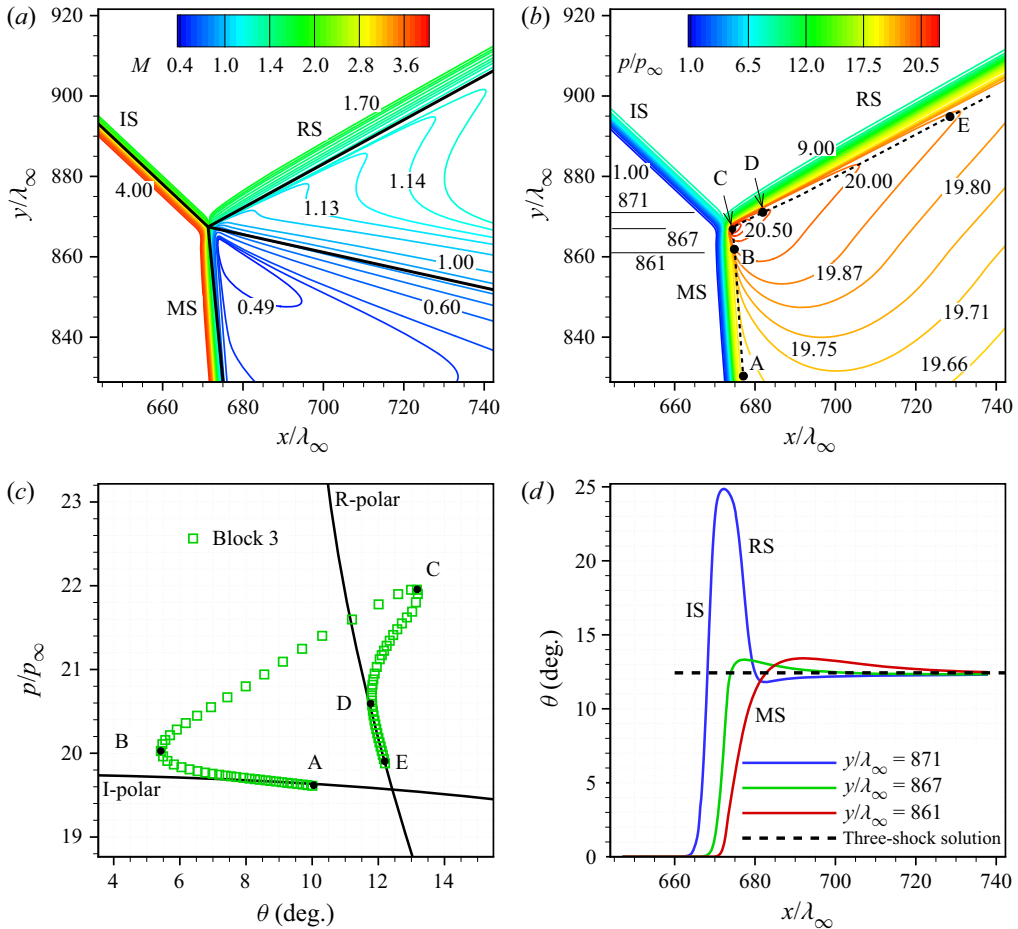 (a)
920
900
880
860
840
y/λ∞
M
0.4 1.0 1.4 2.0 2.8 3.6
IS
RS
MS
1.70
4.00
1.14
1.13
1.00
0.60
0.49
660 680 700 720 740
x/λ∞
(b)
920
900
880
860
840
y/λ∞
p/p∞
1.0 6.5 12.0 17.5 20.5
IS
RS
MS
1.00
9.00
E
D
C
B
A
871
867
861
20.00
19.80
20.50
19.87
19.71
19.75
19.66
660 680 700 720 740
x/λ∞
(c)
23
22
21
20
19
p/p∞
R-polar
Block 3
C
D
B
A
E
I-polar
4 6 8 10 12 14
θ (deg.)
(d)
25
20
15
10
5
0
θ (deg.)
RS
IS
MS
y/λ∞ = 871
y/λ∞ = 867
y/λ∞ = 861
Three-shock solution
660 680 700 720 740
x/λ∞